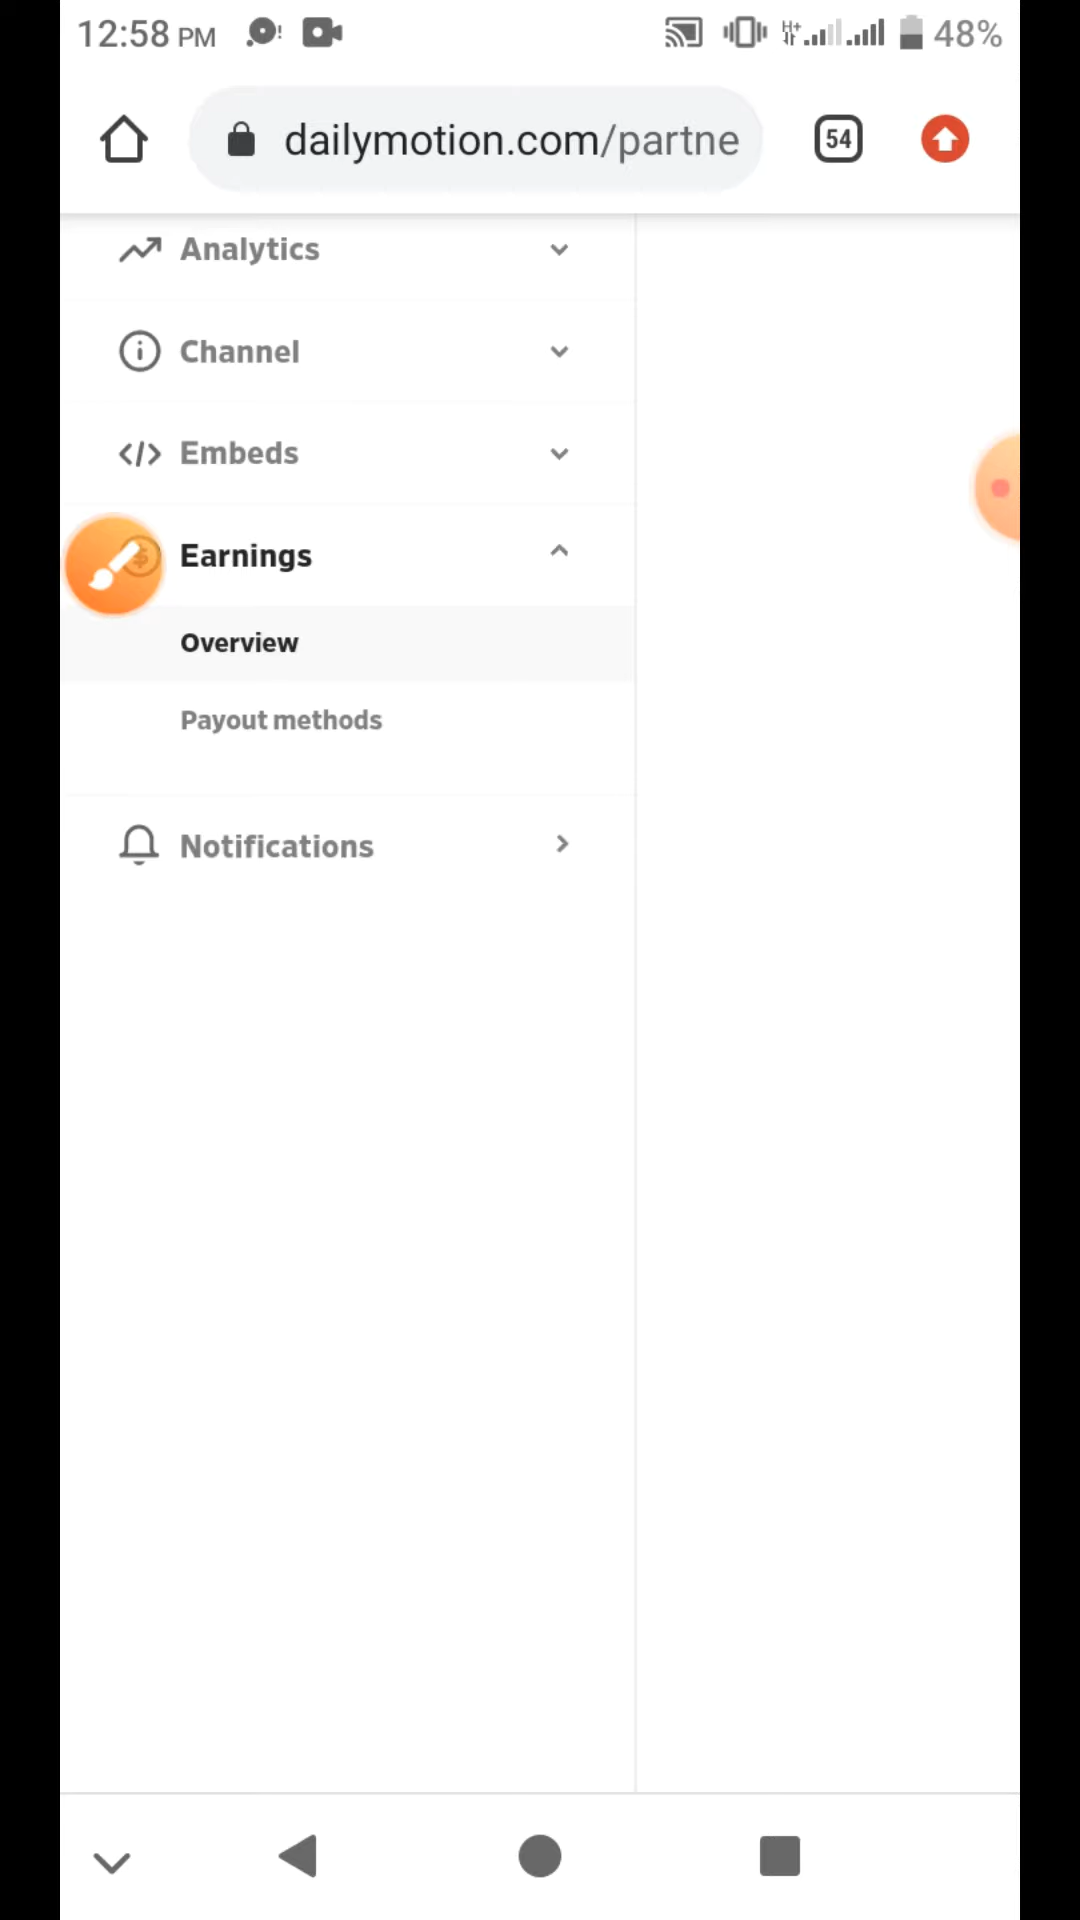 12:58 PM
H+
48%
dailymotion.com/partne
54
Analytics
Channel
Embeds
Earnings
Overview
Payout methods
Notifications